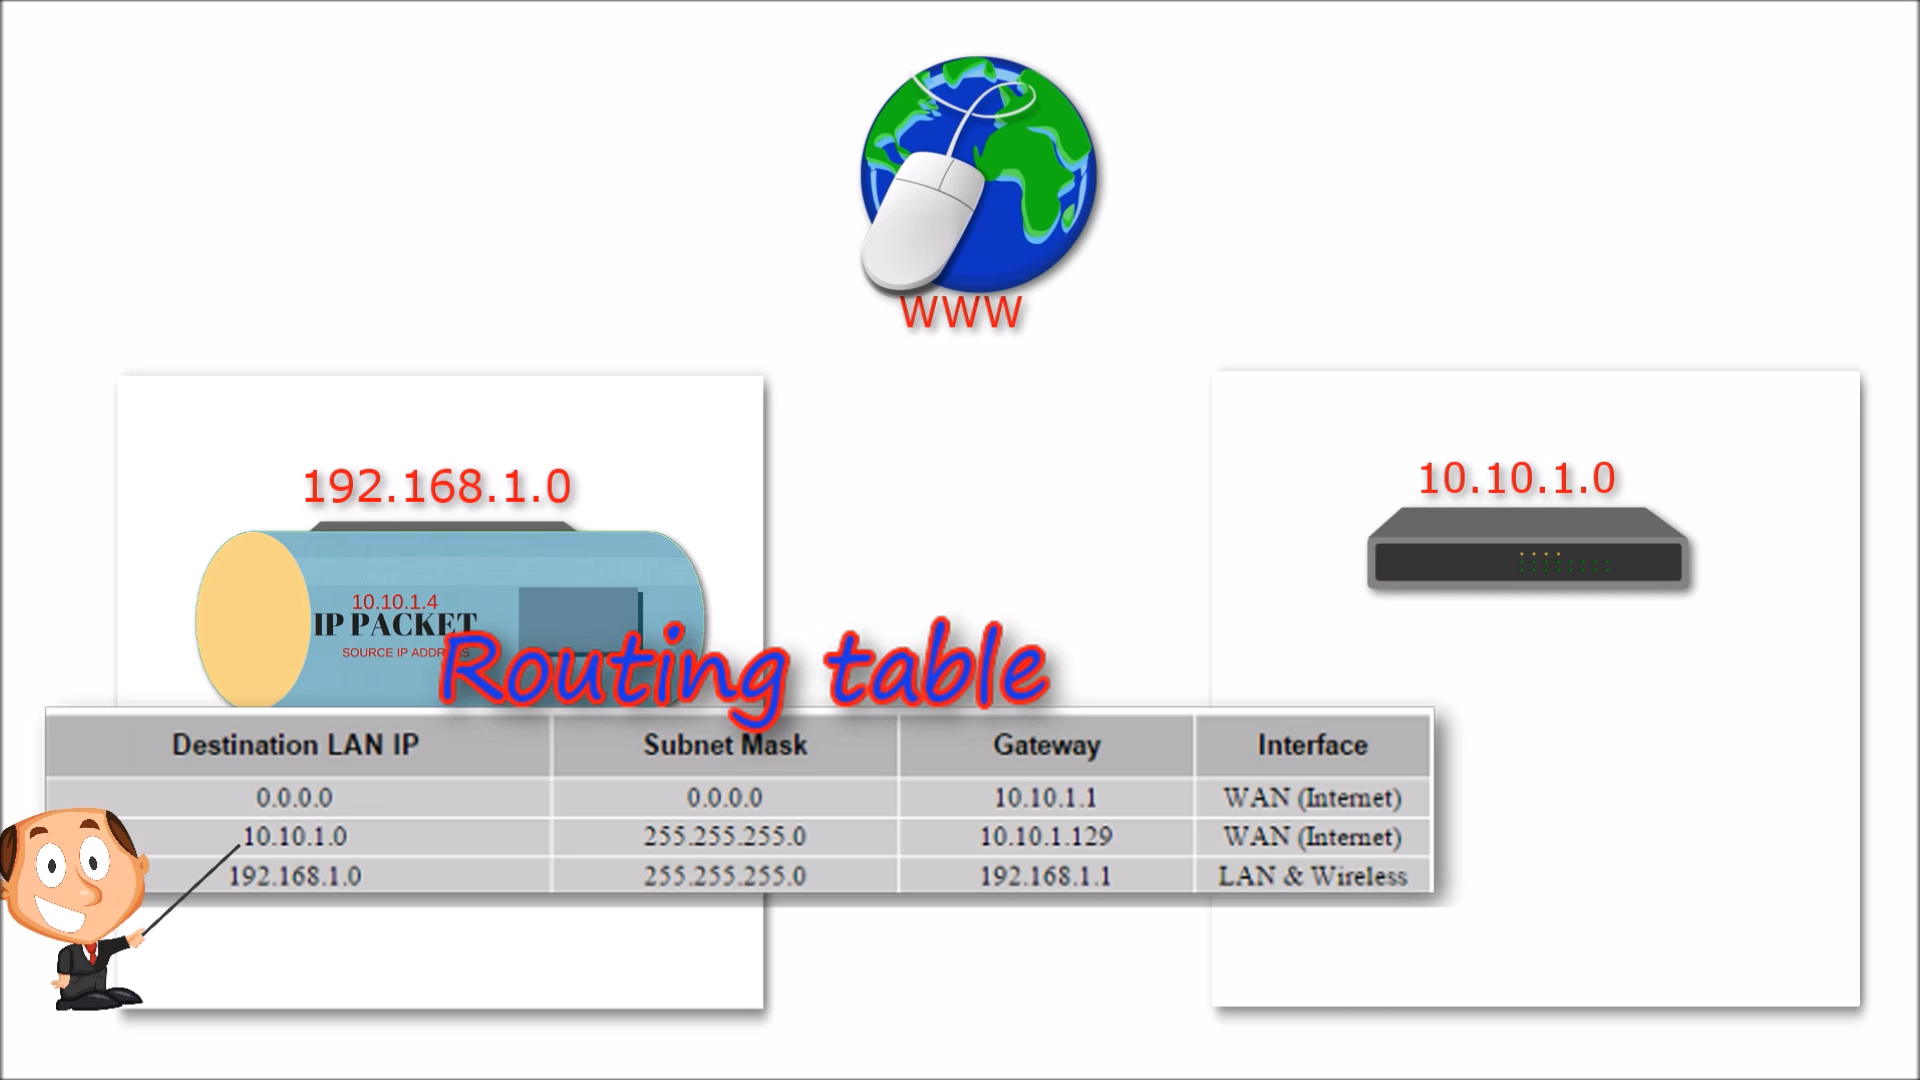 WWW
192.168.1.0
10.10.1.0
10.10.1.4
IP PACKET
SOURCE IP
Routing table
Destination LAN IP Subnet Mask Gateway Interface
0.0.0.0 0.0.0.0 10.10.1.1 WAN (Internet)
10.10.1.0 255.255.255.0 10.10.1.129 WAN (Internet)
192.168.1.0 255.255.255.0 192.168.1.1 LAN & Wireless